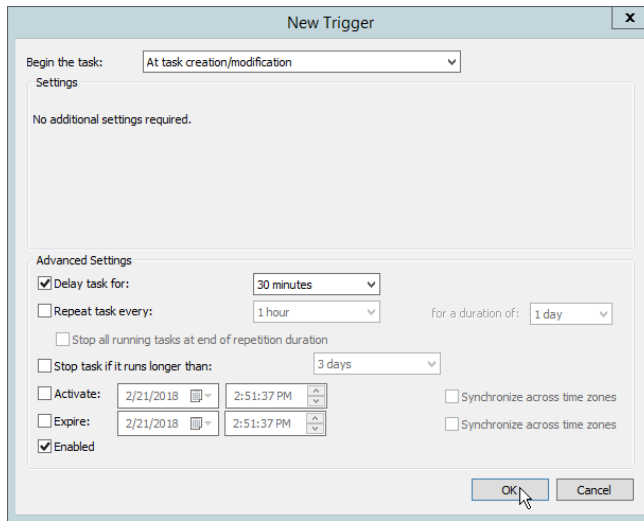 New Trigger
x
Begin the task: At task creation/modification
Settings
No additional settings required.
Advanced Settings
Delay task for: 30 minutes
Repeat task every: 1 hour for a duration of: 1 day
Stop all running tasks at end of repetition duration
Stop task if it runs longer than: 3 days
Activate: 2/21/2018 2:51:37 PM Synchronize across time zones
Expire: 2/21/2018 2:51:37 PM Synchronize across time zones
Enabled
OK Cancel